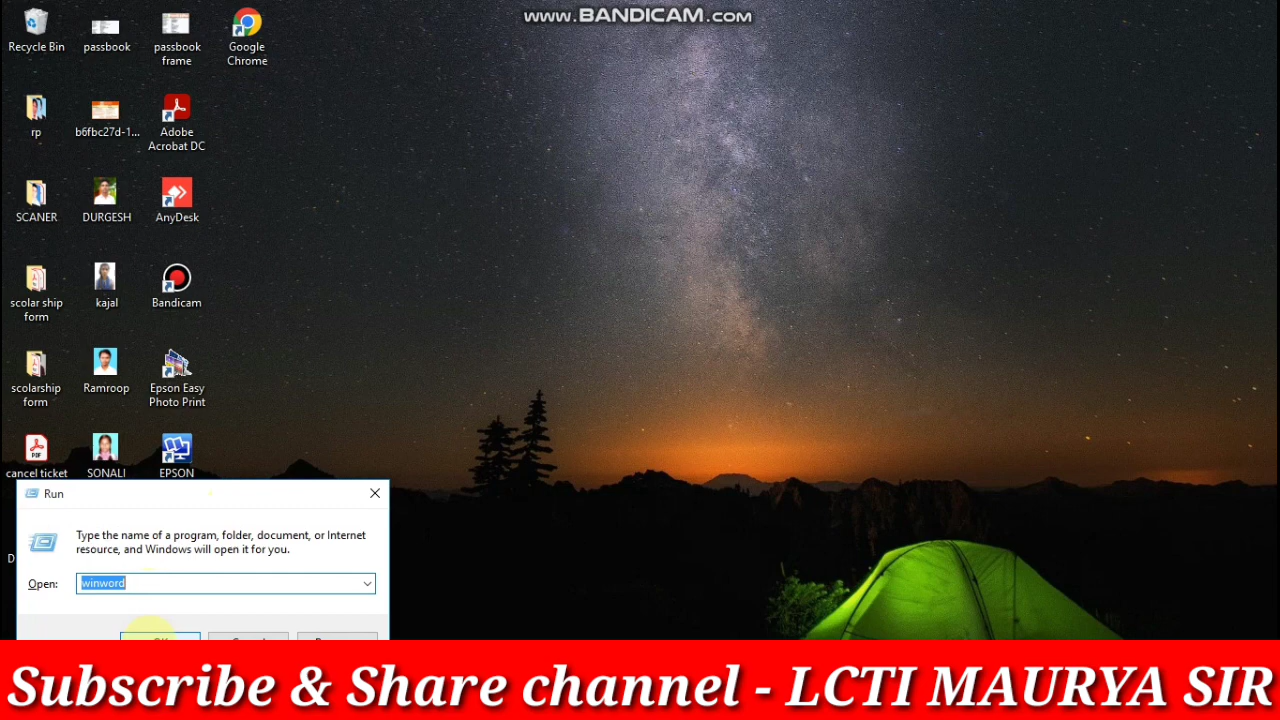 www.BANDICAM.com
Recycle Bin
passbook
passbook
frame
Google
Chrome
rp
b6fbc27d-1...
Adobe
Acrobat DC
SCANER
DURGESH
AnyDesk
scolar ship
form
kajal
Bandicam
scolarship
form
Ramroop
Epson Easy
Photo Print
PDF
cancel ticket
SONALI
EPSON
D
Run
Type the name of a program, folder, document, or Internet
resource, and Windows will open it for you.
Open:
winword
Subscribe & Share channel - LCTI MAURYA SIR